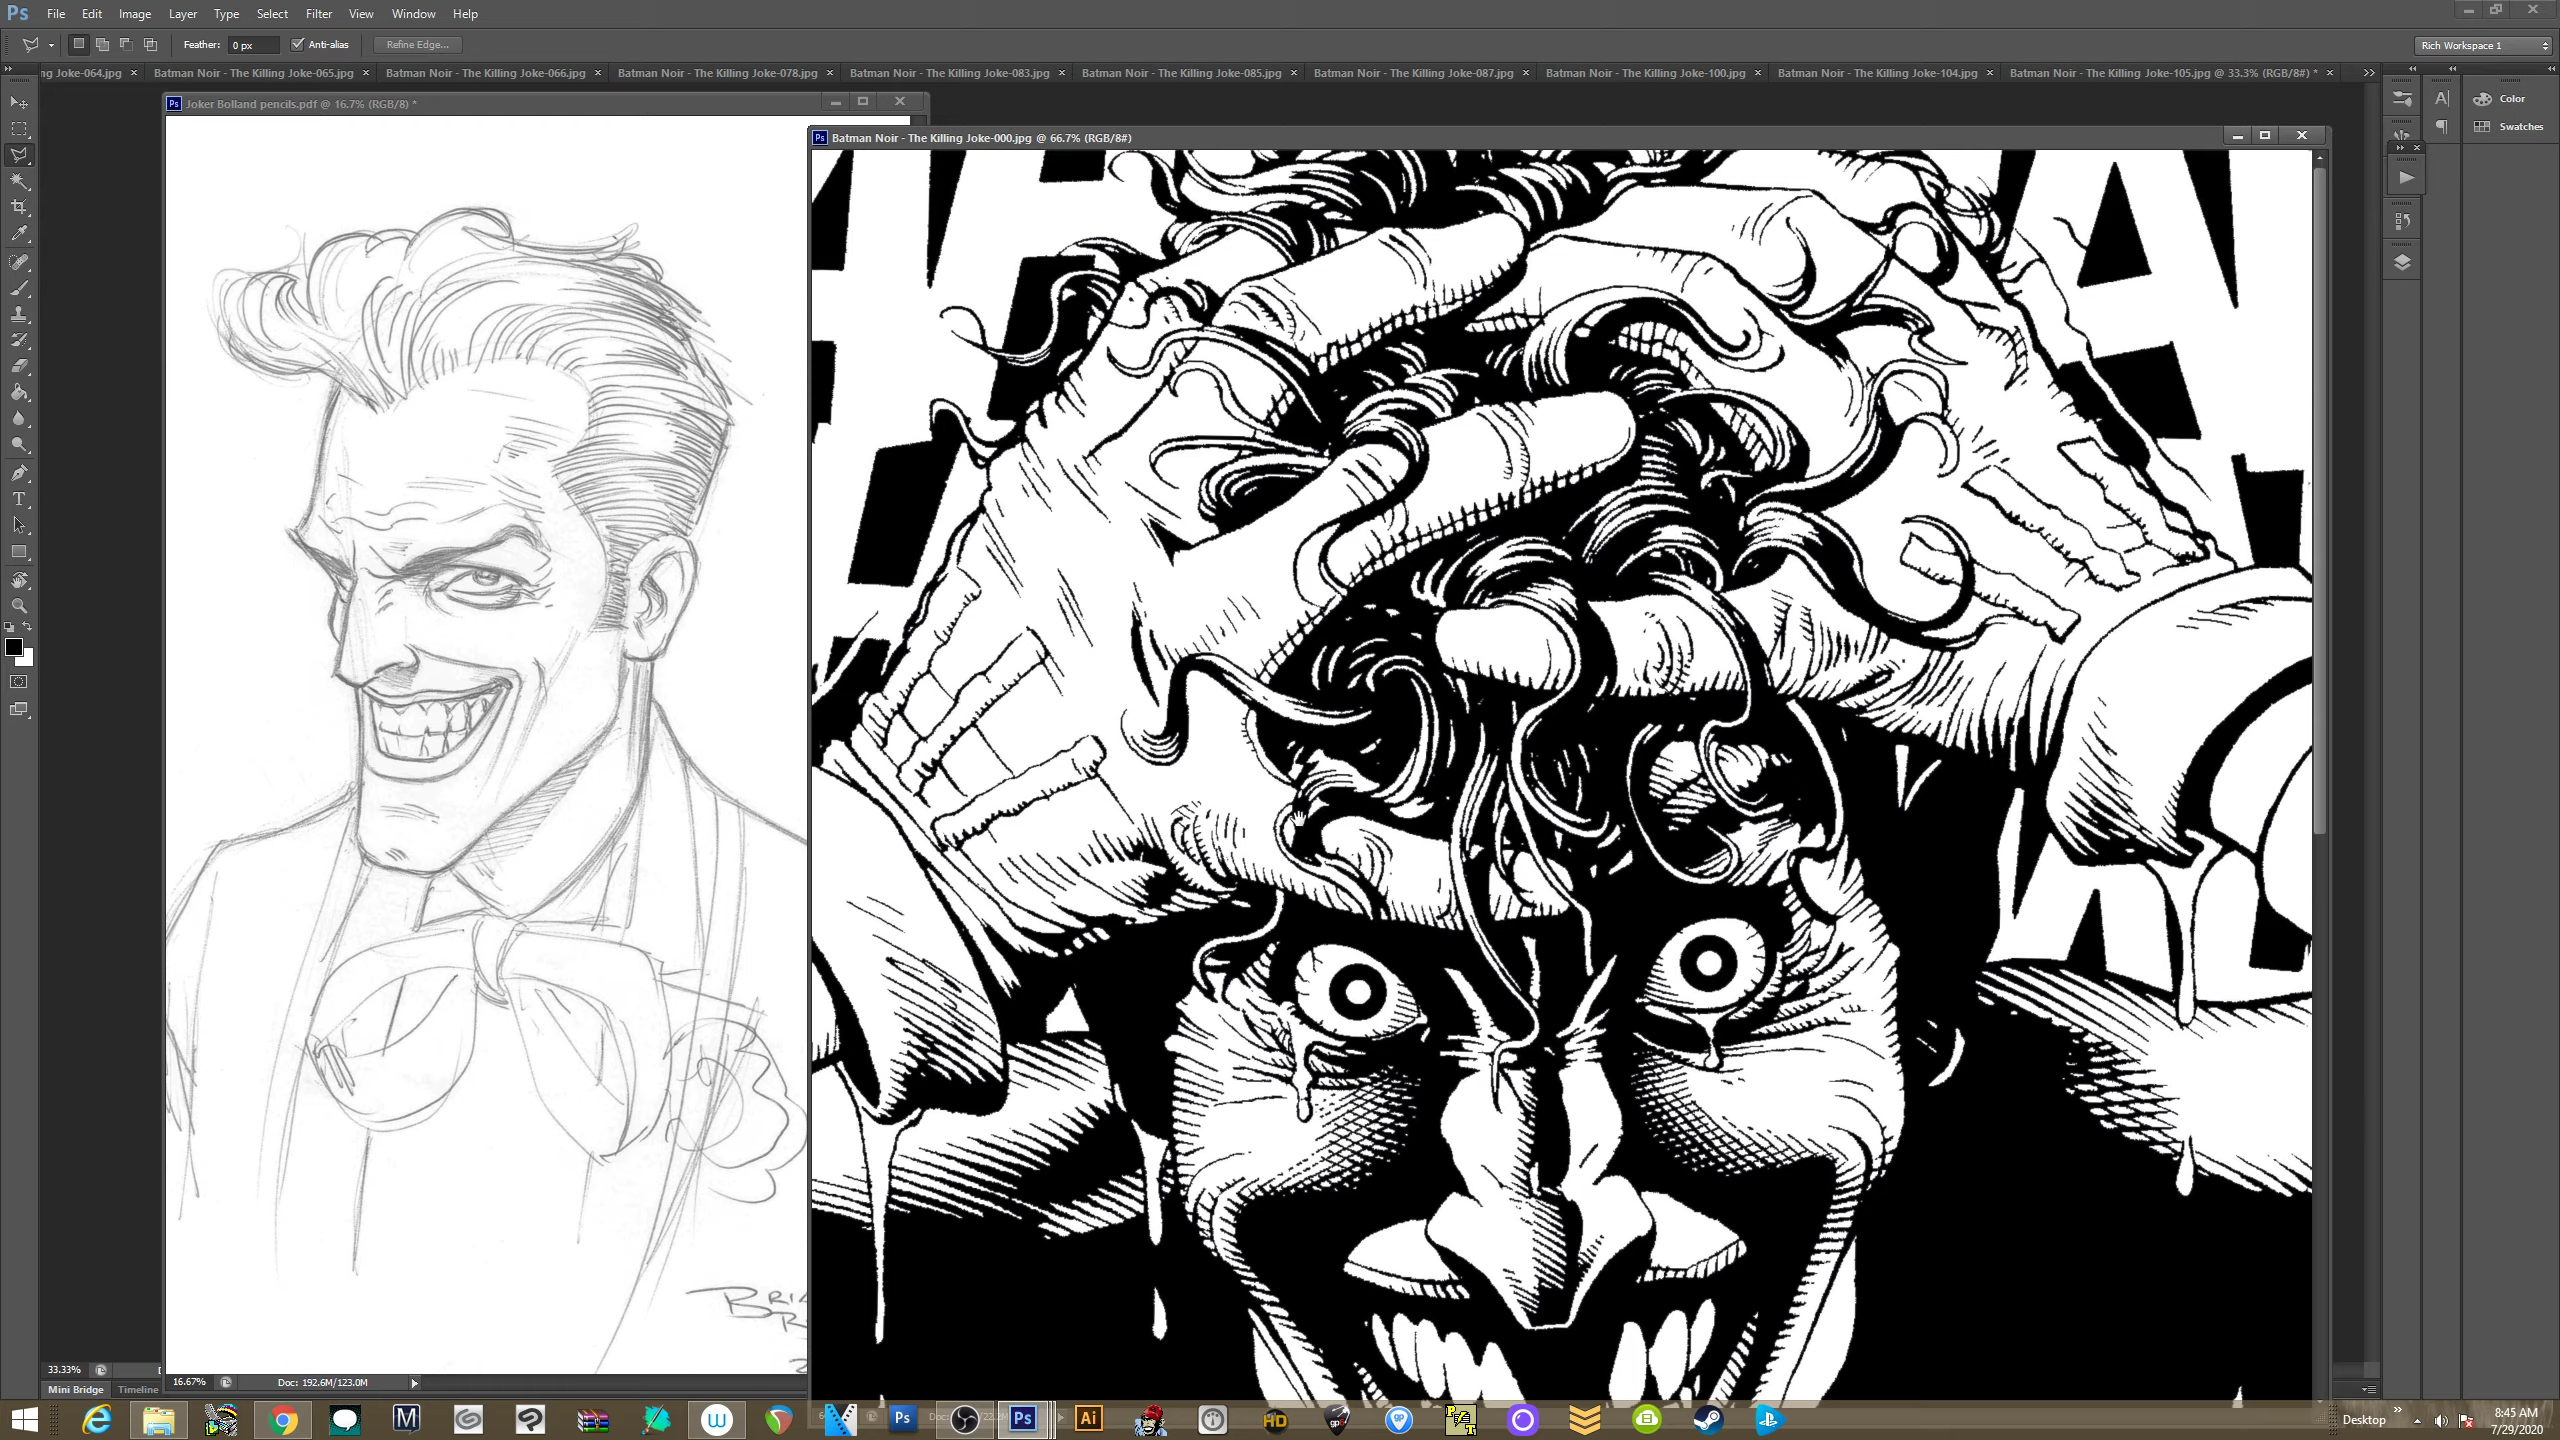 Ps File Edit Image Layer Type Select Filter View Window Help
Feather: 0 px Anti-alias Refine Edge... Rich Workspace 1
ng Joke-064.jpg Batman Noir - The Killing Joke-065.jpg Batman Noir - The Killing Joke-066.jpg Batman Noir - The Killing Joke-078.jpg Batman Noir - The Killing Joke-083.jpg Batman Noir - The Killing Joke-085.jpg Batman Noir - The Killing Joke-087.jpg Batman Noir - The Killing Joke-100.jpg Batman Noir - The Killing Joke-104.jpg Batman Noir - The Killing Joke-105.jpg @ 33.3% (RGB/8#) *
Color
Swatches
Ps Joker Bolland pencils.pdf @ 16.7% (RGB/8) *
Ps Batman Noir - The Killing Joke-000.jpg @ 66.7% (RGB/8#)
33.33%
16.67% Doc: 192.6M/123.0M
Mini Bridge Timeline
Ps Ps Ai HD
Desktop
8:45 AM
7/29/2020